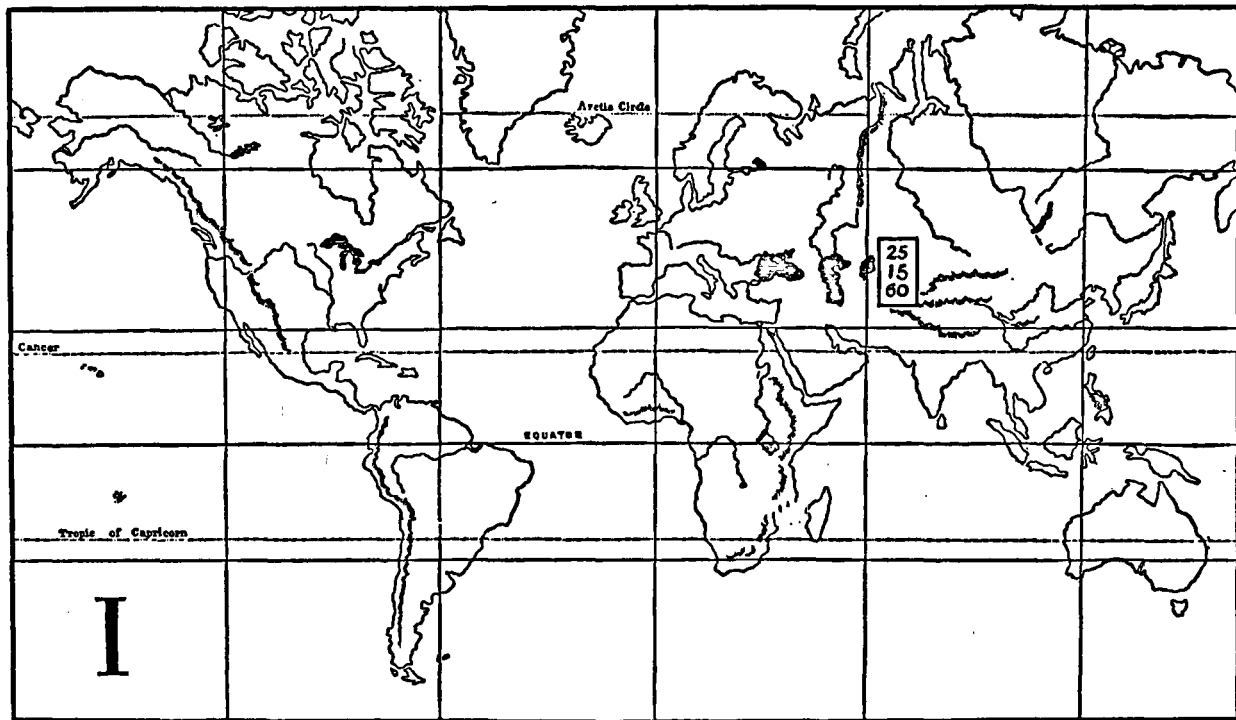 Arctic Circle
25
15
60
Cancer
EQUATOR
Tropic of Capricorn
I